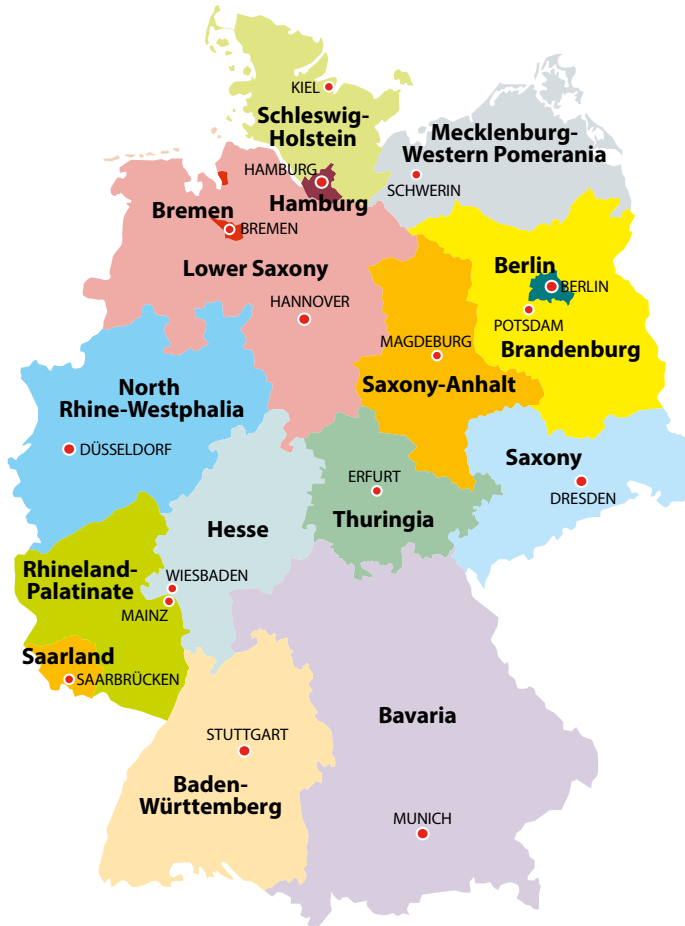 KIEL
Schleswig-
Holstein
Mecklenburg-
Western Pomerania
HAMBURG
SCHWERIN
Hamburg
Bremen
BREMEN
Lower Saxony
Berlin
BERLIN
HANNOVER
POTSDAM
MAGDEBURG
Brandenburg
Saxony-Anhalt
North
Rhine-Westphalia
DÜSSELDORF
Saxony
ERFURT
DRESDEN
Thuringia
Hesse
Rhineland-
Palatinate
WIESBADEN
MAINZ
Saarland
SAARBRÜCKEN
Bavaria
STUTTGART
Baden-
Württemberg
MUNICH